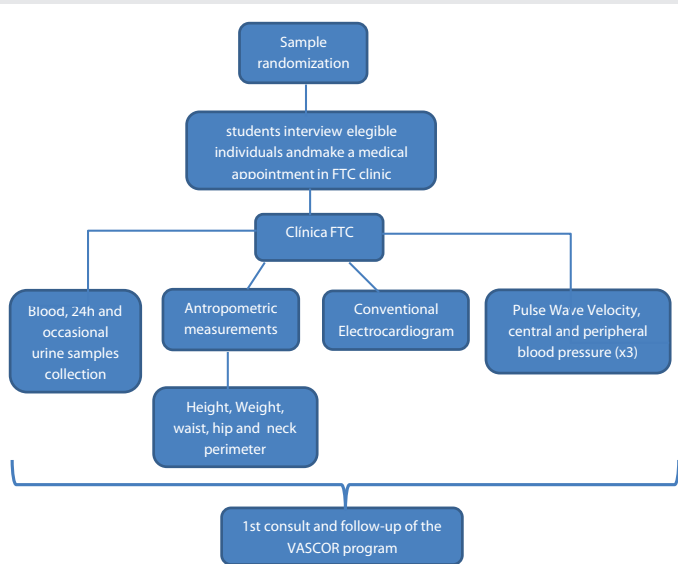 Sample
randomization
students interview elegible
individuals andmake a medical
appointment in FTC clinic
Clínica FTC
Blood, 24h and
occasional
urine samples
collection
Antropometric
measurements
Conventional
Electrocardiogram
Pulse Wave Velocity,
central and peripheral
blood pressure (x3)
Height, Weight,
waist, hip and neck
perimeter
1st consult and follow-up of the
VASCOR program